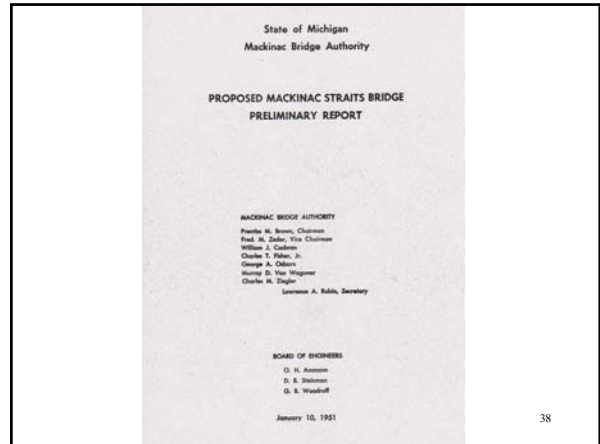 State of Michigan
Mackinac Bridge Authority
PROPOSED MACKINAC STRAITS BRIDGE
PRELIMINARY REPORT
MACKINAC BRIDGE AUTHORITY
Prentiss M. Brown, Chairman
Fred. M. Zeder, Vice Chairman
William J. Cochran
Charles T. Fisher, Jr.
George A. Osborn
Murray D. Van Wagoner
Charles M. Ziegler
Lawrence A. Rubin, Secretary
BOARD OF ENGINEERS
O. H. Ammann
D. B. Steinman
G. B. Woodruff
January 10, 1951
38